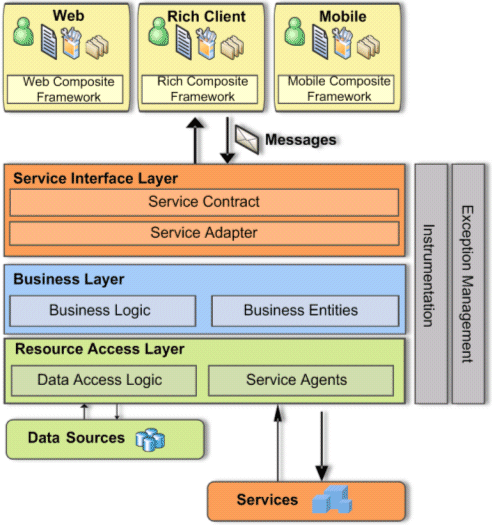 Web
Rich Client
Mobile
Web Composite
Framework
Rich Composite
Framework
Mobile Composite
Framework
Messages
Service Interface Layer
Service Contract
Service Adapter
Business Layer
Business Logic
Business Entities
Resource Access Layer
Data Access Logic
Service Agents
Instrumentation
Exception Management
Data Sources
Services